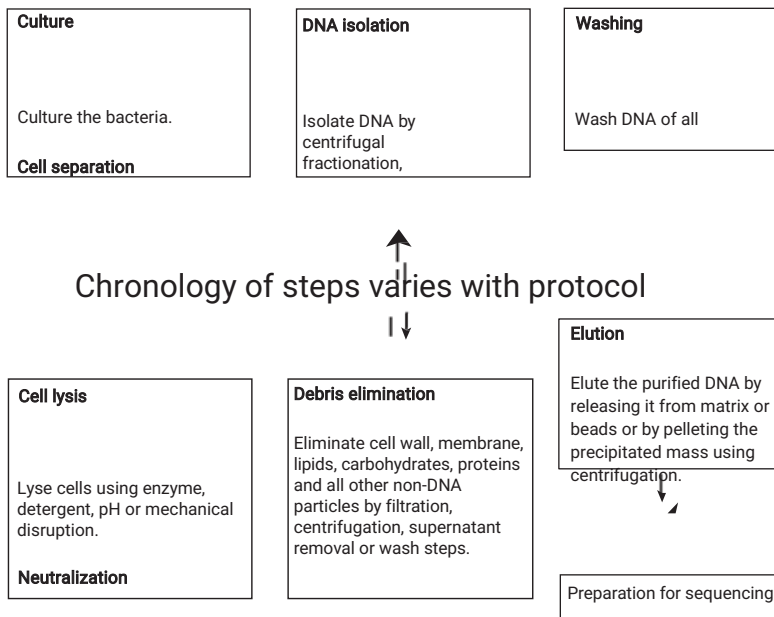 Culture
Culture the bacteria.
Cell separation
DNA isolation
Isolate DNA by
centrifugal
fractionation,
Washing
Wash DNA of all
Chronology of steps varies with protocol
Cell lysis
Lyse cells using enzyme,
detergent, pH or mechanical
disruption.
Neutralization
Debris elimination
Eliminate cell wall, membrane,
lipids, carbohydrates, proteins
and all other non-DNA
particles by filtration,
centrifugation, supernatant
removal or wash steps.
Elution
Elute the purified DNA by
releasing it from matrix or
beads or by pelleting the
precipitated mass using
centrifugation.
Preparation for sequencing